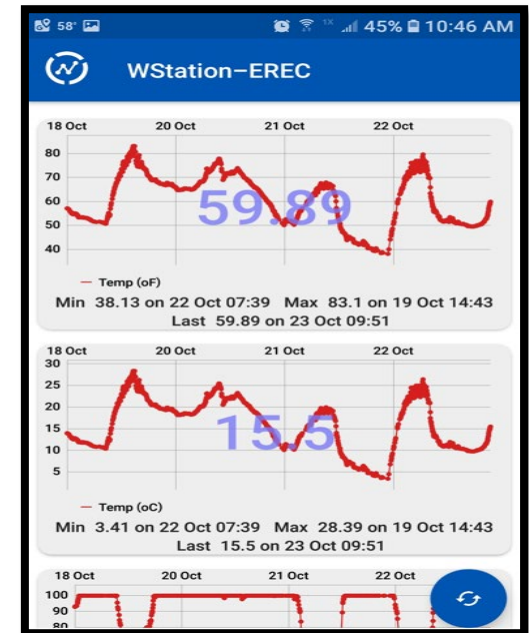 58° 45% 10:46 AM
WStation-EREC
18 Oct 20 Oct 21 Oct 22 Oct
80
70
60
50
40
59.89
Temp (oF)
Min 38.13 on 22 Oct 07:39 Max 83.1 on 19 Oct 14:43
Last 59.89 on 23 Oct 09:51
18 Oct 20 Oct 21 Oct 22 Oct
30
25
20
15
10
5
15.5
Temp (oC)
Min 3.41 on 22 Oct 07:39 Max 28.39 on 19 Oct 14:43
Last 15.5 on 23 Oct 09:51
18 Oct 20 Oct 21 Oct 22 Oct
100
90
80